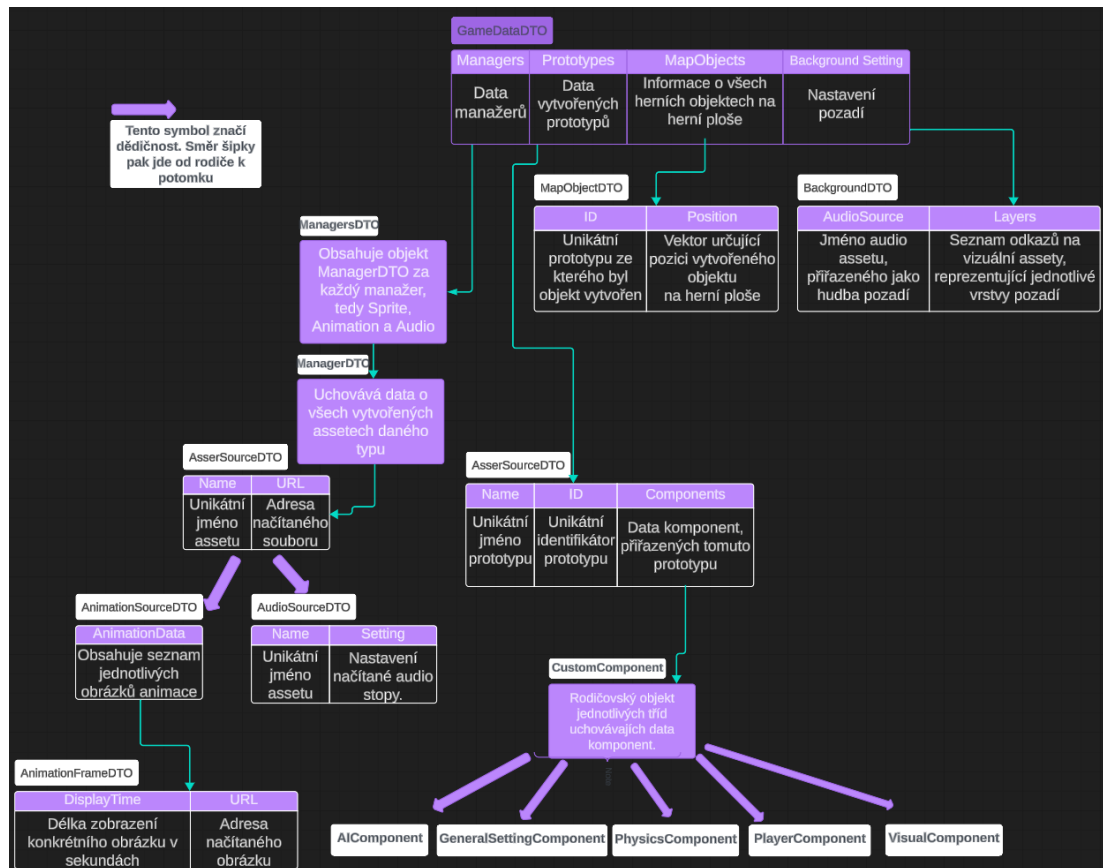 GameDataDTO
Managers
Prototypes
MapObjects
Background Setting
Data
manažerů
Data
vytvořených
prototypů
Informace o všech
herních objektech na
herní ploše
Nastavení
pozadí
Tento symbol značí
dědičnost. Směr šipky
pak jde od rodiče k
potomku
MapObjectDTO
ID
Position
Unikátní
prototypu ze
kterého byl
objekt vytvořen
Vektor určující
pozici vytvořeného
objektu
na herní ploše
BackgroundDTO
AudioSource
Layers
Jméno audio
assetu,
přiřazeného jako
hudba pozadí
Seznam odkazů na
vizuální assety,
reprezentující jednotlivé
vrstvy pozadí
ManagersDTO
Obsahuje objekt
ManagerDTO za
každý manažer,
tedy Sprite,
Animation a Audio
ManagerDTO
Uchovává data o
všech vytvořených
assetech daného
typu
AsserSourceDTO
Name
URL
Unikátní
jméno
assetu
Adresa
načítaného
souboru
AsserSourceDTO
Name
ID
Components
Unikátní
jméno
prototypu
Unikátní
identifikátor
prototypu
Data komponent,
přiřazených tomuto
prototypu
AnimationSourceDTO
AnimationData
Obsahuje seznam
jednotlivých
obrázků animace
AudioSourceDTO
Name
Setting
Unikátní
jméno
assetu
Nastavení
načítané audio
stopy.
CustomComponent
Rodičovský objekt
jednotlivých tříd
uchovávajích data
komponent.
AnimationFrameDTO
DisplayTime
URL
Délka zobrazení
konkrétního obrázku v
sekundách
Adresa
načítaného
obrázku
AIComponent
GeneralSettingComponent
PhysicsComponent
PlayerComponent
VisualComponent